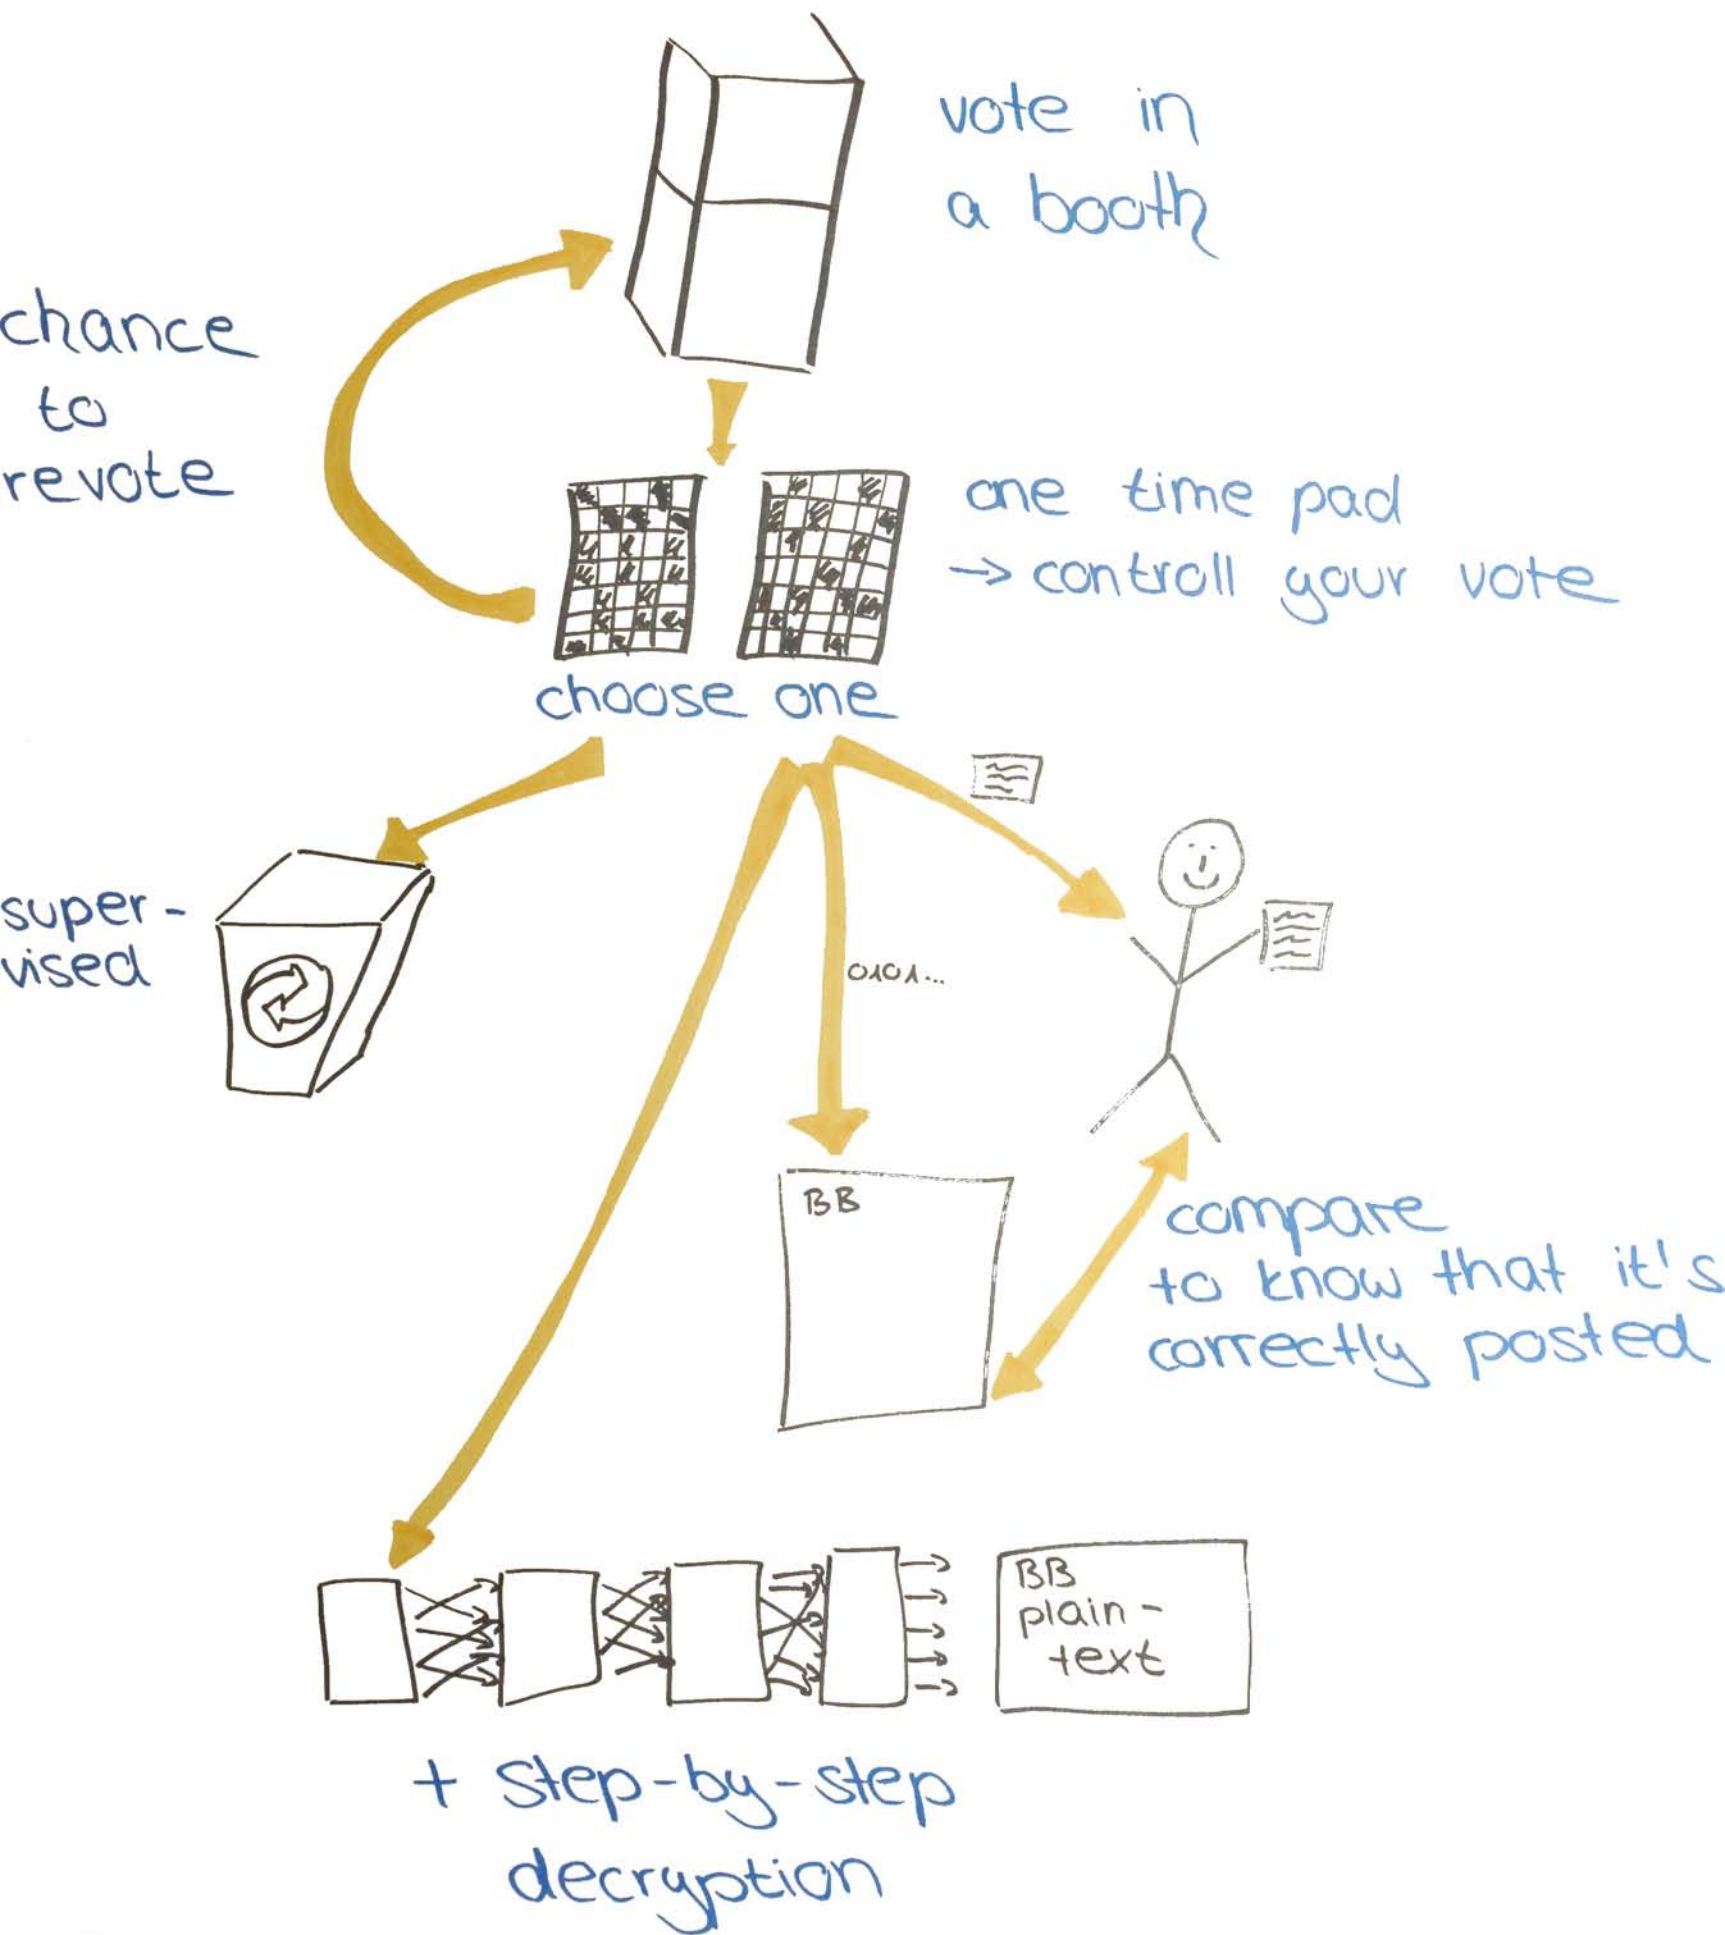 vote in
a booth
chance
to
revote
one time pad
→ controll your vote
choose one
super-
vised
0101...
BB
compare
to know that it's
correctly posted
BB
plain-
text
+ step-by-step
decryption